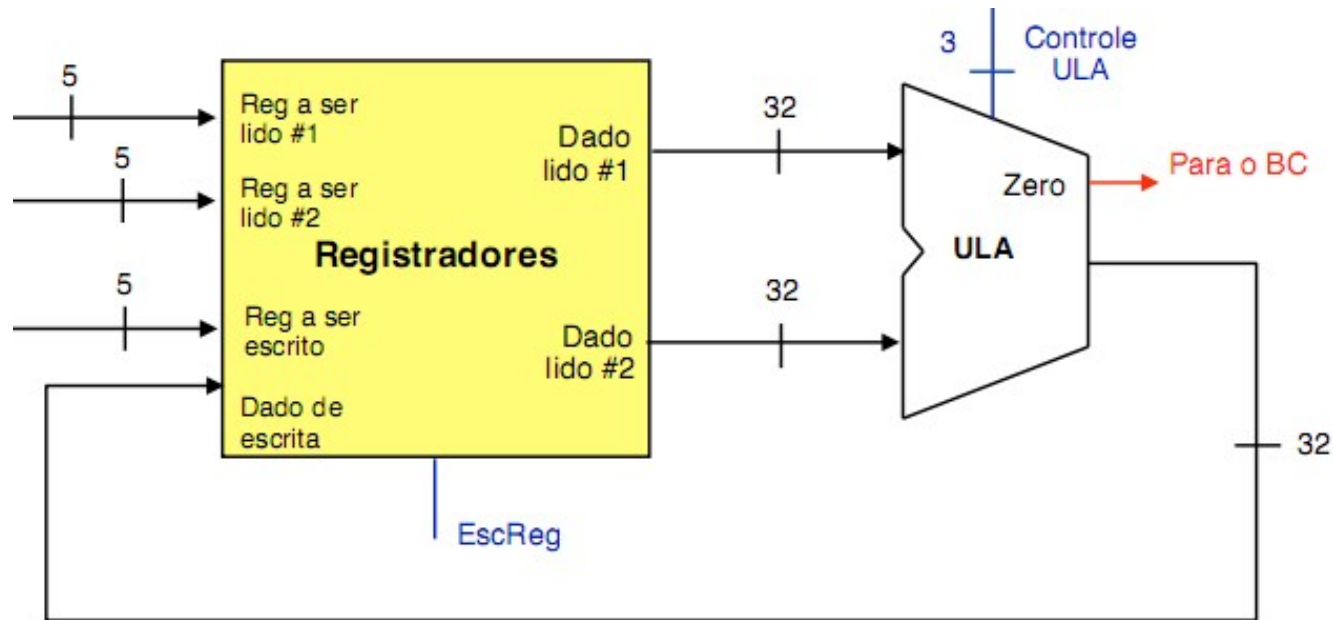 3
Controle
ULA
5
Reg a ser
lido #1
Dado
lido #1
32
Zero
Para o BC
5
Reg a ser
lido #2
Registradores
ULA
5
Reg a ser
escrito
Dado
lido #2
32
Dado de
escrita
32
EscReg